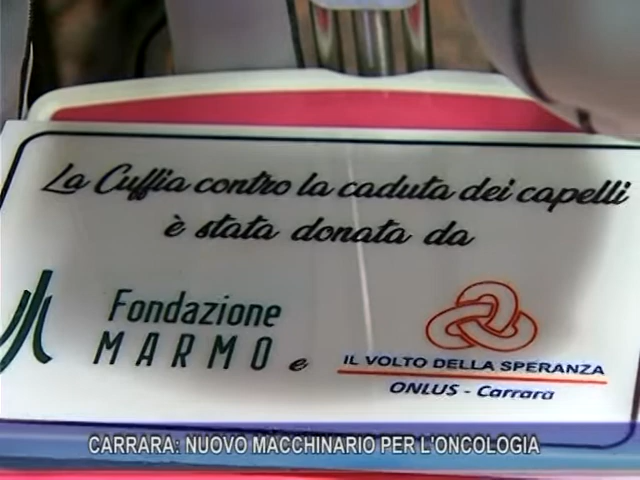 La Cuffia contro la caduta dei capelli
è stata donata da
Fondazione
MARMO e
IL VOLTO DELLA SPERANZA
ONLUS - Carrara
CARRARA: NUOVO MACCHINARIO PER L'ONCOLOGIA